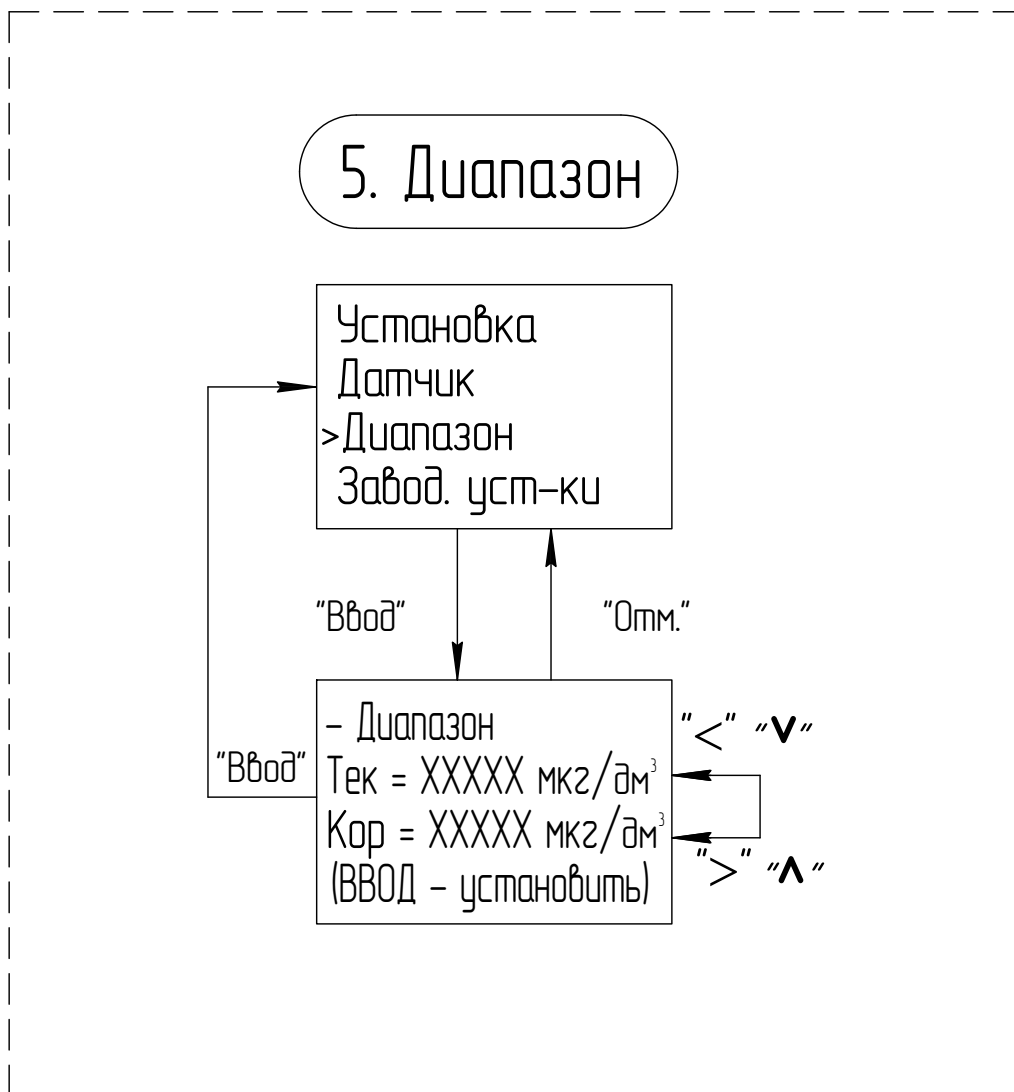 5. Диапазон
Установка
Датчик
>Диапазон
Завод. уст-ки
"Ввод"
"Отм."
"Ввод"
- Диапазон
Тек = XXXXX мкг/дм³
Кор = XXXXX мкг/дм³
(ВВОД - установить)
"<" "∨"
">" "∧"